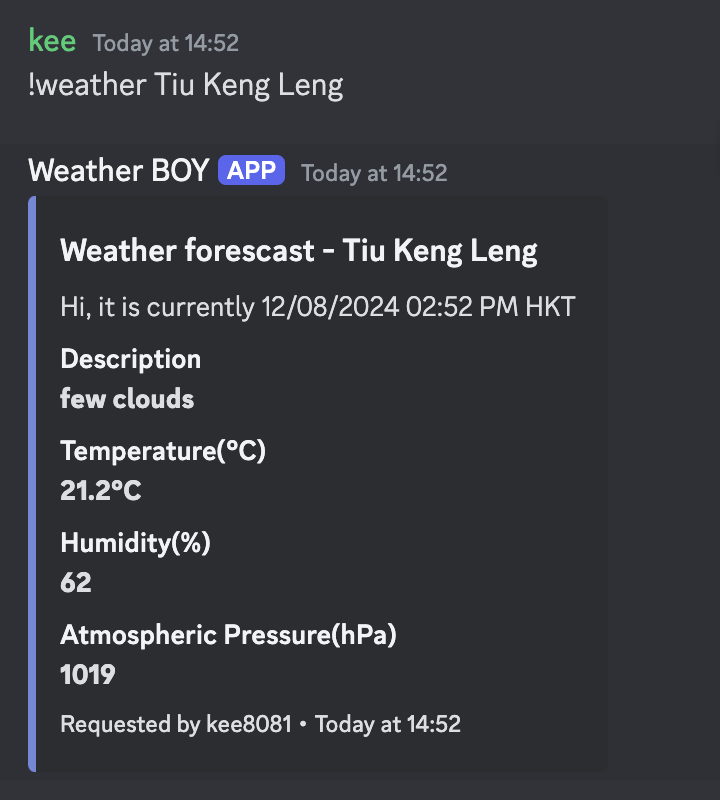 kee Today at 14:52
!weather Tiu Keng Leng
Weather BOY APP Today at 14:52
Weather forescast - Tiu Keng Leng
Hi, it is currently 12/08/2024 02:52 PM HKT
Description
few clouds
Temperature(°C)
21.2°C
Humidity(%)
62
Atmospheric Pressure(hPa)
1019
Requested by kee8081 • Today at 14:52